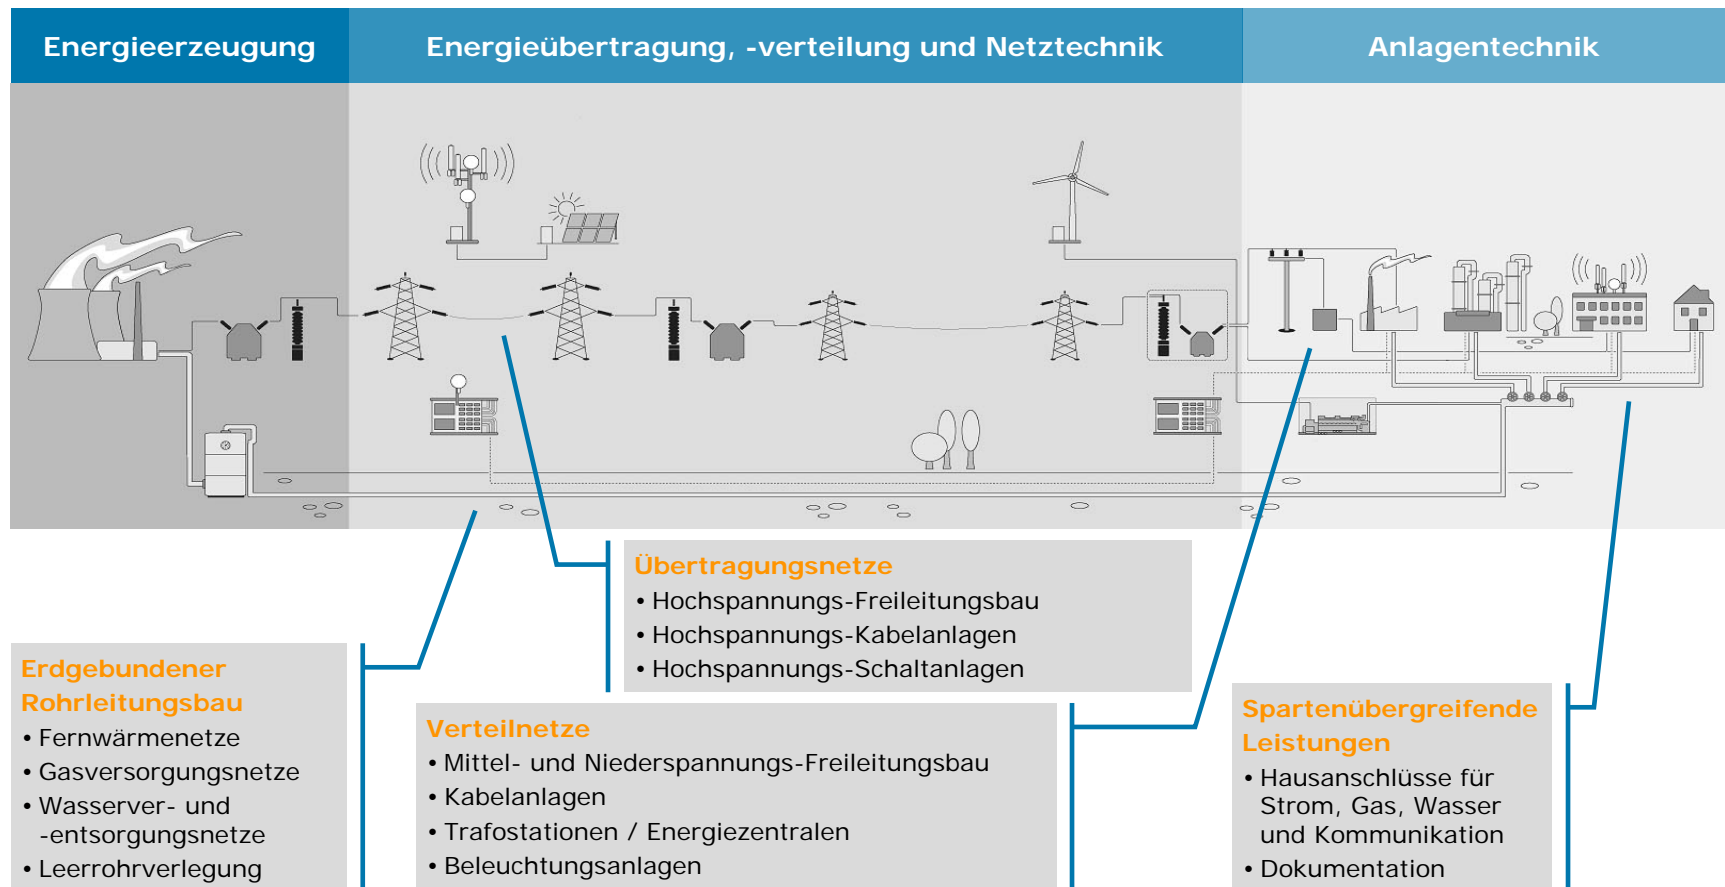 Energieerzeugung
Energieübertragung, -verteilung und Netztechnik
Anlagentechnik
Übertragungsnetze
• Hochspannungs-Freileitungsbau
• Hochspannungs-Kabelanlagen
• Hochspannungs-Schaltanlagen
Erdgebundener
Rohrleitungsbau
• Fernwärmenetze
• Gasversorgungsnetze
• Wasserver- und
-entsorgungsnetze
• Leerrohrverlegung
Verteilnetze
• Mittel- und Niederspannungs-Freileitungsbau
• Kabelanlagen
• Trafostationen / Energiezentralen
• Beleuchtungsanlagen
Spartenübergreifende
Leistungen
• Hausanschlüsse für
Strom, Gas, Wasser
und Kommunikation
• Dokumentation